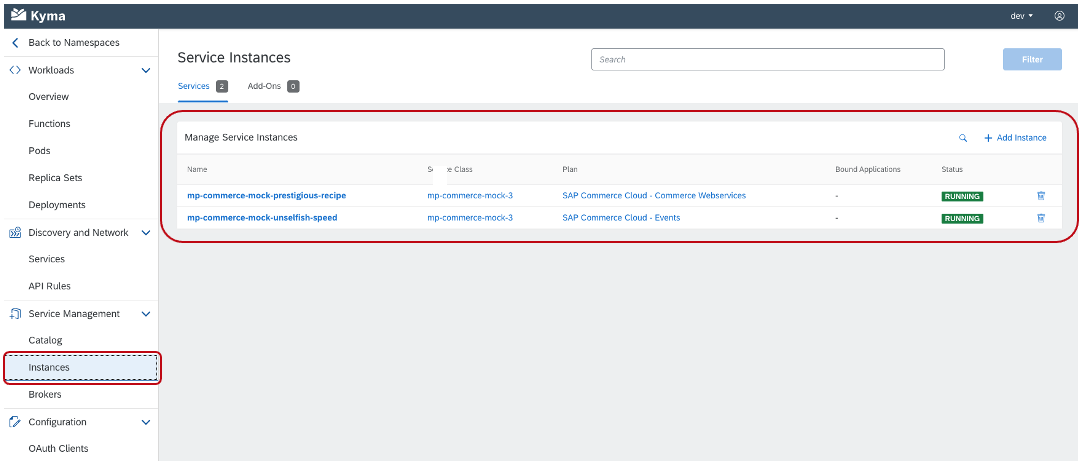 Kyma
dev
Back to Namespaces
Workloads
Overview
Functions
Pods
Replica Sets
Deployments
Discovery and Network
Services
API Rules
Service Management
Catalog
Instances
Brokers
Configuration
OAuth Clients
Service Instances
Search
Filter
Services 2 Add-Ons 0
Manage Service Instances
Add Instance
Name Class Plan Bound Applications Status
mp-commerce-mock-prestigious-recipe mp-commerce-mock-3 SAP Commerce Cloud - Commerce Webservices - RUNNING
mp-commerce-mock-unselfish-speed mp-commerce-mock-3 SAP Commerce Cloud - Events - RUNNING